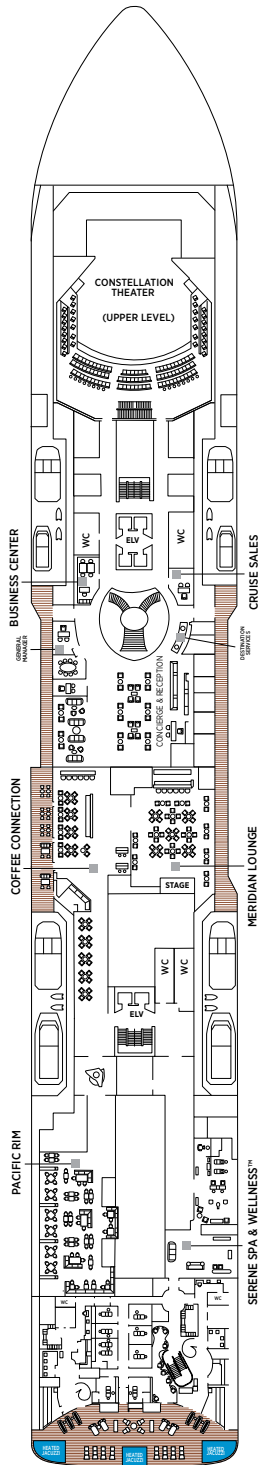 CONSTELLATION
THEATER
(UPPER LEVEL)
WC
WC
ELV
BUSINESS CENTER
CRUISE SALES
GENERAL
MANAGER
DESTINATION
SERVICES
CONCIERGE & RECEPTION
COFFEE CONNECTION
MERIDIAN LOUNGE
STAGE
WC
WC
ELV
PACIFIC RIM
SERENE SPA & WELLNESS™
WC
WC
HEATED
JACUZZI
HEATED
JACUZZI
HEATED
JACUZZI